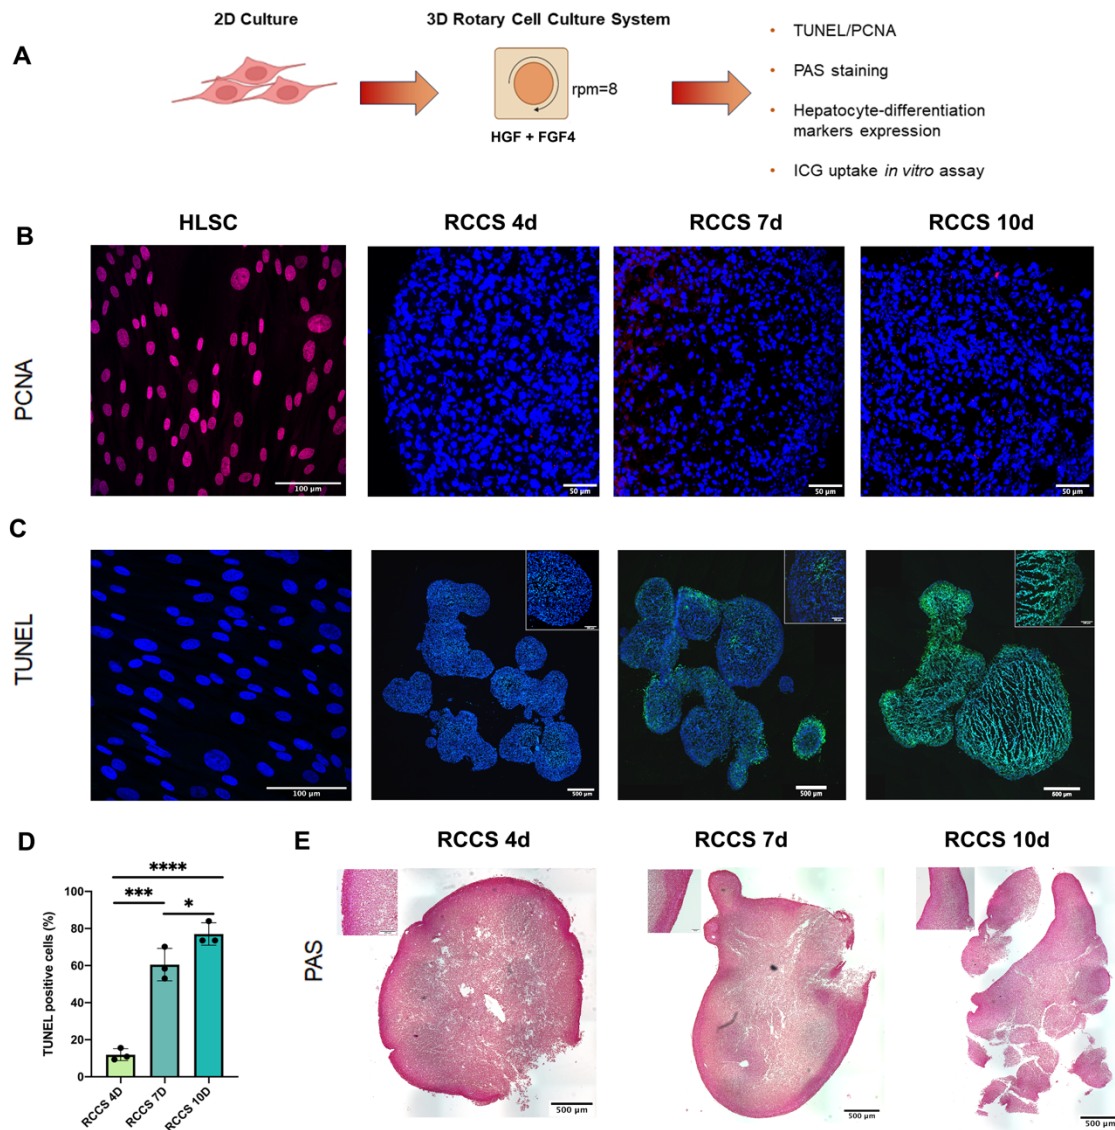 A
2D Culture
3D Rotary Cell Culture System
rpm=8
HGF + FGF4
• TUNEL/PCNA
• PAS staining
• Hepatocyte-differentiation
markers expression
• ICG uptake in vitro assay
B
HLSC
RCCS 4d
RCCS 7d
RCCS 10d
PCNA
100 µm
50 µm
50 µm
50 µm
C
TUNEL
100 µm
500 µm
500 µm
500 µm
D
****
***
*
TUNEL positive cells (%)
100
80
60
40
20
0
RCCS 4D
RCCS 7D
RCCS 10D
E
RCCS 4d
RCCS 7d
RCCS 10d
PAS
500 µm
500 µm
500 µm